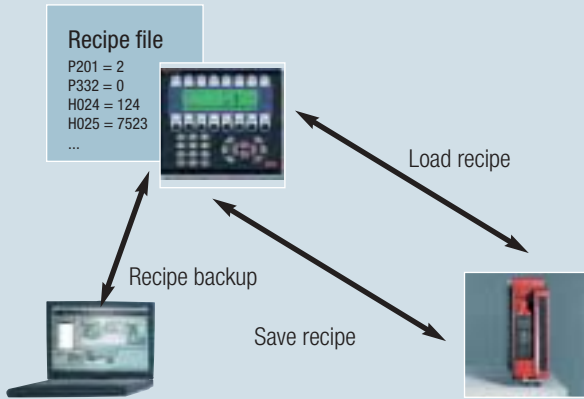 Recipe file
P201 = 2
P332 = 0
H024 = 124
H025 = 7523
...
Load recipe
Recipe backup
Save recipe